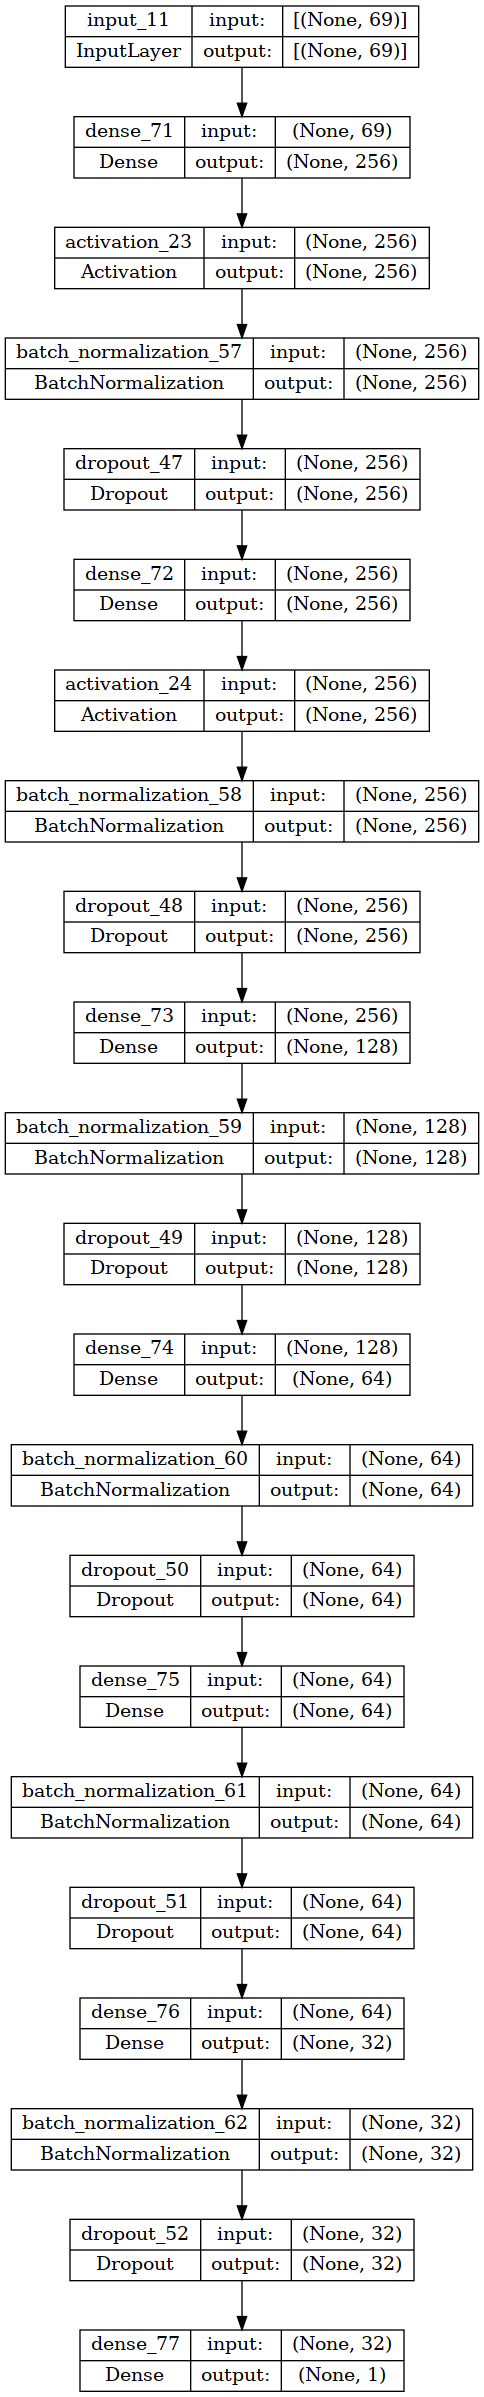 input_11 input: [(None, 69)]
InputLayer output: [(None, 69)]
dense_71 input: (None, 69)
Dense output: (None, 256)
activation_23 input: (None, 256)
Activation output: (None, 256)
batch_normalization_57 input: (None, 256)
BatchNormalization output: (None, 256)
dropout_47 input: (None, 256)
Dropout output: (None, 256)
dense_72 input: (None, 256)
Dense output: (None, 256)
activation_24 input: (None, 256)
Activation output: (None, 256)
batch_normalization_58 input: (None, 256)
BatchNormalization output: (None, 256)
dropout_48 input: (None, 256)
Dropout output: (None, 256)
dense_73 input: (None, 256)
Dense output: (None, 128)
batch_normalization_59 input: (None, 128)
BatchNormalization output: (None, 128)
dropout_49 input: (None, 128)
Dropout output: (None, 128)
dense_74 input: (None, 128)
Dense output: (None, 64)
batch_normalization_60 input: (None, 64)
BatchNormalization output: (None, 64)
dropout_50 input: (None, 64)
Dropout output: (None, 64)
dense_75 input: (None, 64)
Dense output: (None, 64)
batch_normalization_61 input: (None, 64)
BatchNormalization output: (None, 64)
dropout_51 input: (None, 64)
Dropout output: (None, 64)
dense_76 input: (None, 64)
Dense output: (None, 32)
batch_normalization_62 input: (None, 32)
BatchNormalization output: (None, 32)
dropout_52 input: (None, 32)
Dropout output: (None, 32)
dense_77 input: (None, 32)
Dense output: (None, 1)